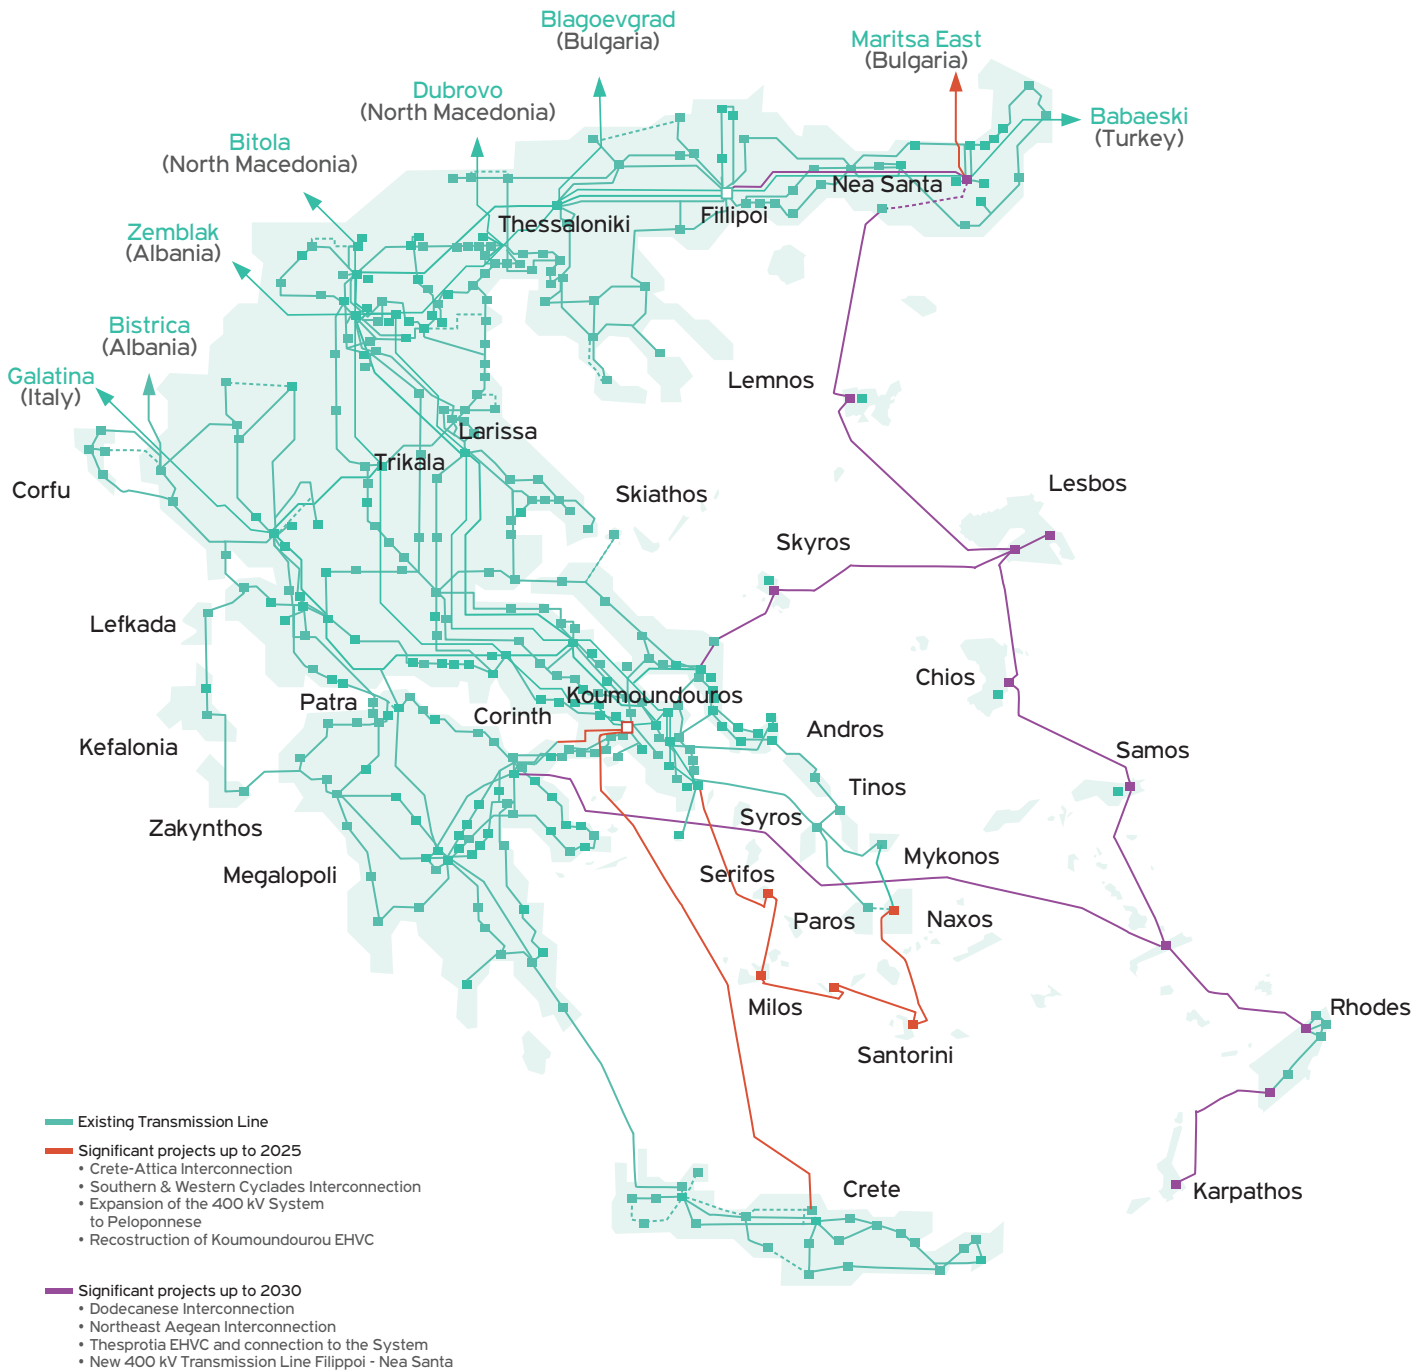 Blagoevgrad
(Bulgaria)
Maritsa East
(Bulgaria)
Dubrovo
(North Macedonia)
Babaeski
(Turkey)
Bitola
(North Macedonia)
Nea Santa
Fillipoi
Thessaloniki
Zemblak
(Albania)
Bistrica
(Albania)
Galatina
(Italy)
Lemnos
Larissa
Trikala
Corfu
Skiathos
Lesbos
Skyros
Lefkada
Chios
Patra
Koumoundouros
Corinth
Andros
Kefalonia
Samos
Tinos
Syros
Zakynthos
Mykonos
Megalopoli
Serifos
Paros
Naxos
Milos
Rhodes
Santorini
Crete
Karpathos
Existing Transmission Line
Significant projects up to 2025
• Crete-Attica Interconnection
• Southern & Western Cyclades Interconnection
• Expansion of the 400 kV System
to Peloponnese
• Recostruction of Koumoundourou EHVC
Significant projects up to 2030
• Dodecanese Interconnection
• Northeast Aegean Interconnection
• Thesprotia EHVC and connection to the System
• New 400 kV Transmission Line Filippoi - Nea Santa